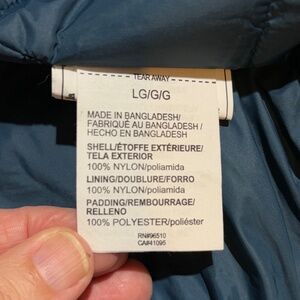 TEAR AWAY
LG/G/G
MADE IN BANGLADESH/
FABRIQUÉ AU BANGLADESH/
HECHO EN BANGLADESH
SHELL/ÉTOFFE EXTÉRIEURE/
TELA EXTERIOR
100% NYLON/poliamida
LINING/DOUBLURE/FORRO
100% NYLON/poliamida
PADDING/REMBOURRAGE/
RELLENO
100% POLYESTER/poliéster
RN#96510
CA#41095